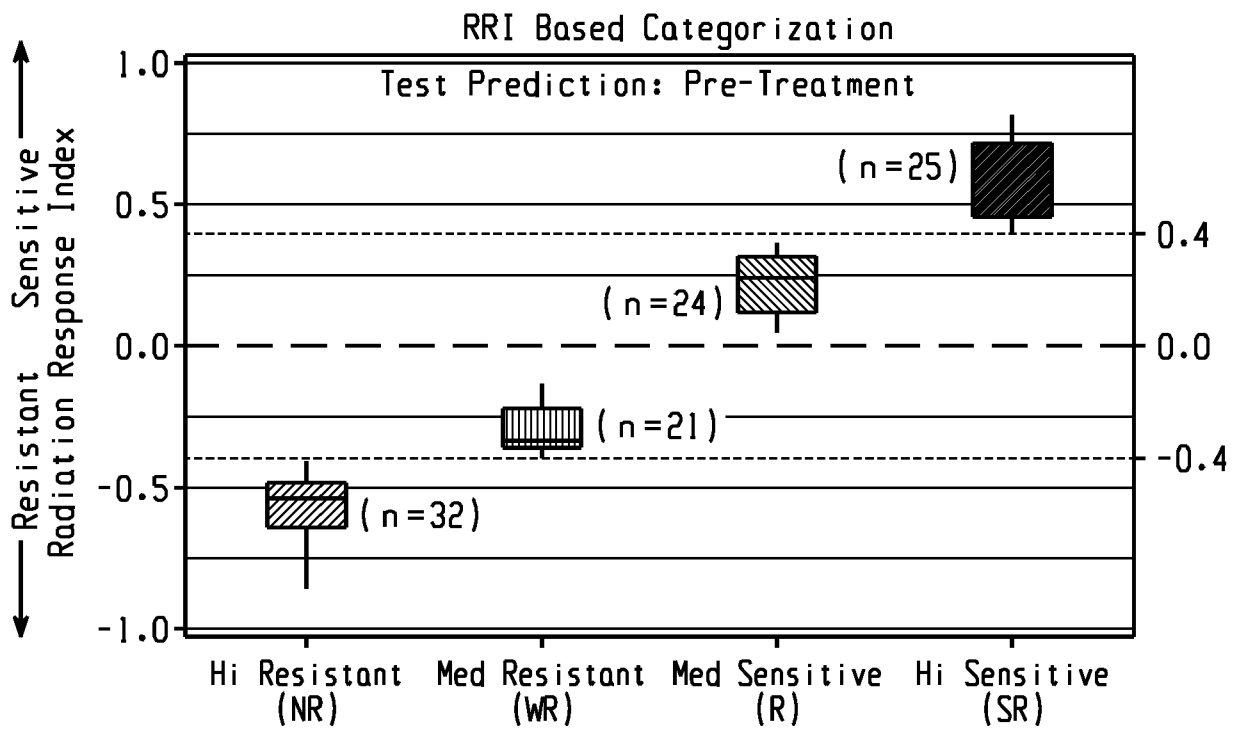 RRI Based Categorization
Test Prediction: Pre-Treatment
Resistant Sensitive
Radiation Response Index
1.0
0.5
0.0
-0.5
-1.0
0.4
0.0
-0.4
(n=25)
(n=24)
(n=21)
(n=32)
Hi Resistant Med Resistant Med Sensitive Hi Sensitive
(NR) (WR) (R) (SR)